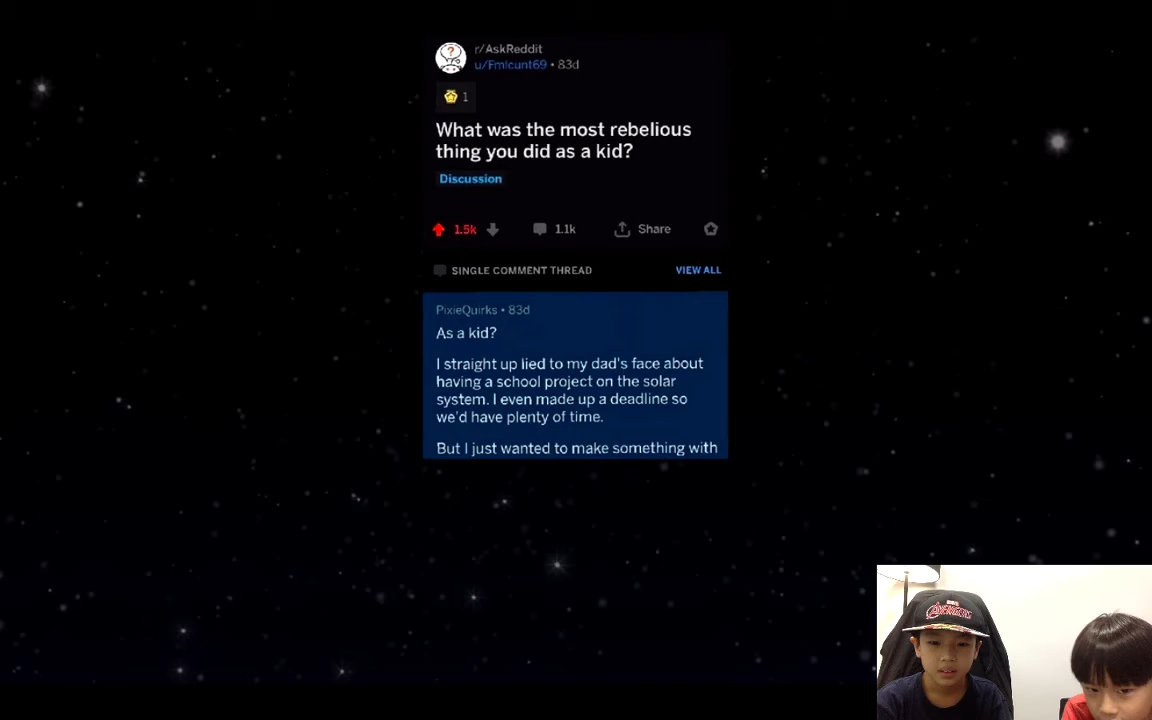 r/AskReddit
u/Fmlcunt69 • 83d
1
What was the most rebelious
thing you did as a kid?
Discussion
1.5k 1.1k Share
SINGLE COMMENT THREAD VIEW ALL
PixieQuirks • 83d
As a kid?
I straight up lied to my dad's face about
having a school project on the solar
system. I even made up a deadline so
we'd have plenty of time.
But I just wanted to make something with
AVENGERS